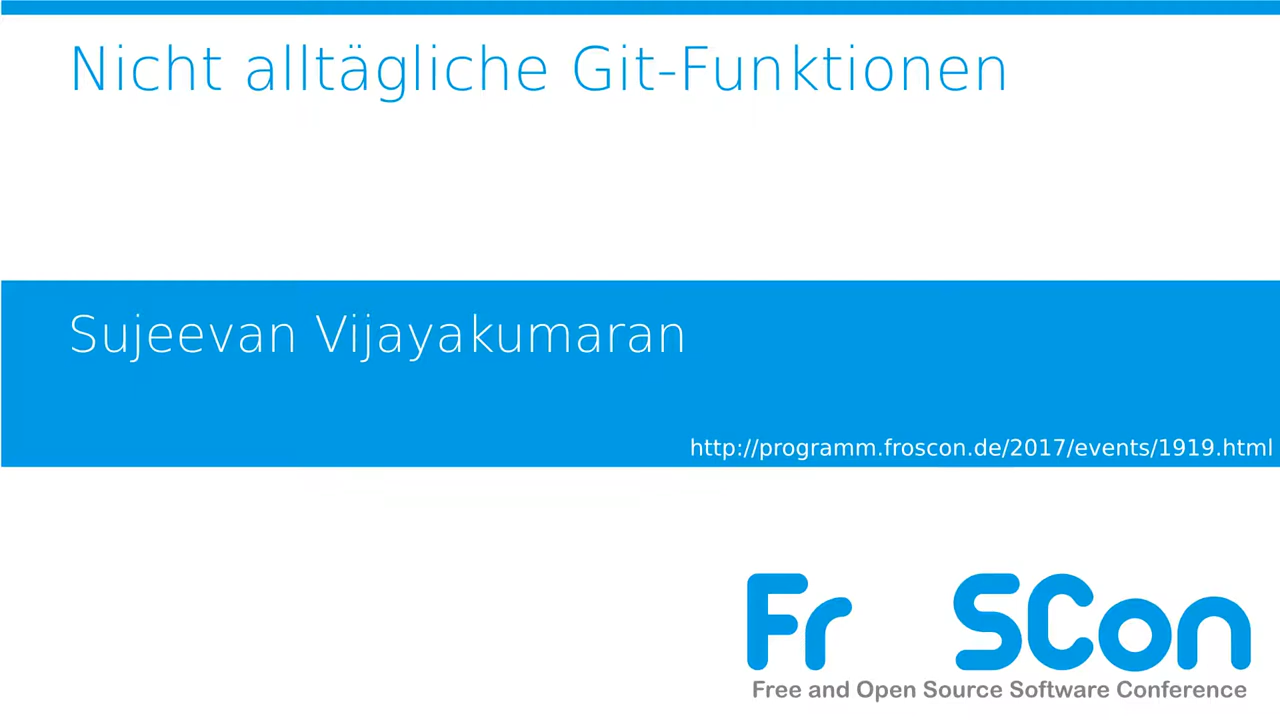 Nicht alltägliche Git-Funktionen
Sujeevan Vijayakumaran
http://programm.froscon.de/2017/events/1919.html
Fr SCon
Free and Open Source Software Conference